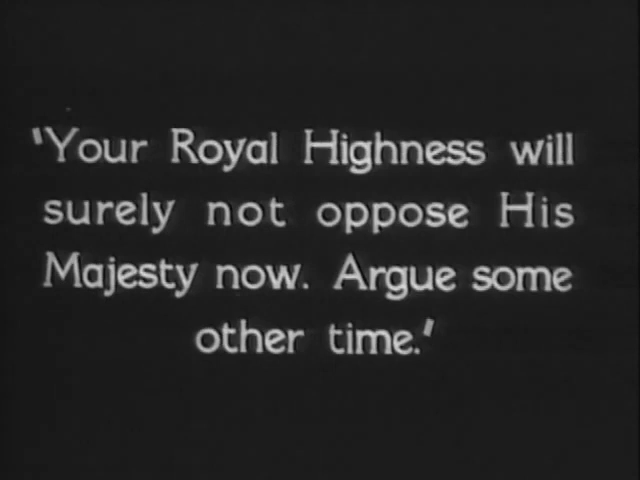 'Your Royal Highness will
surely not oppose His
Majesty now. Argue some
other time.'